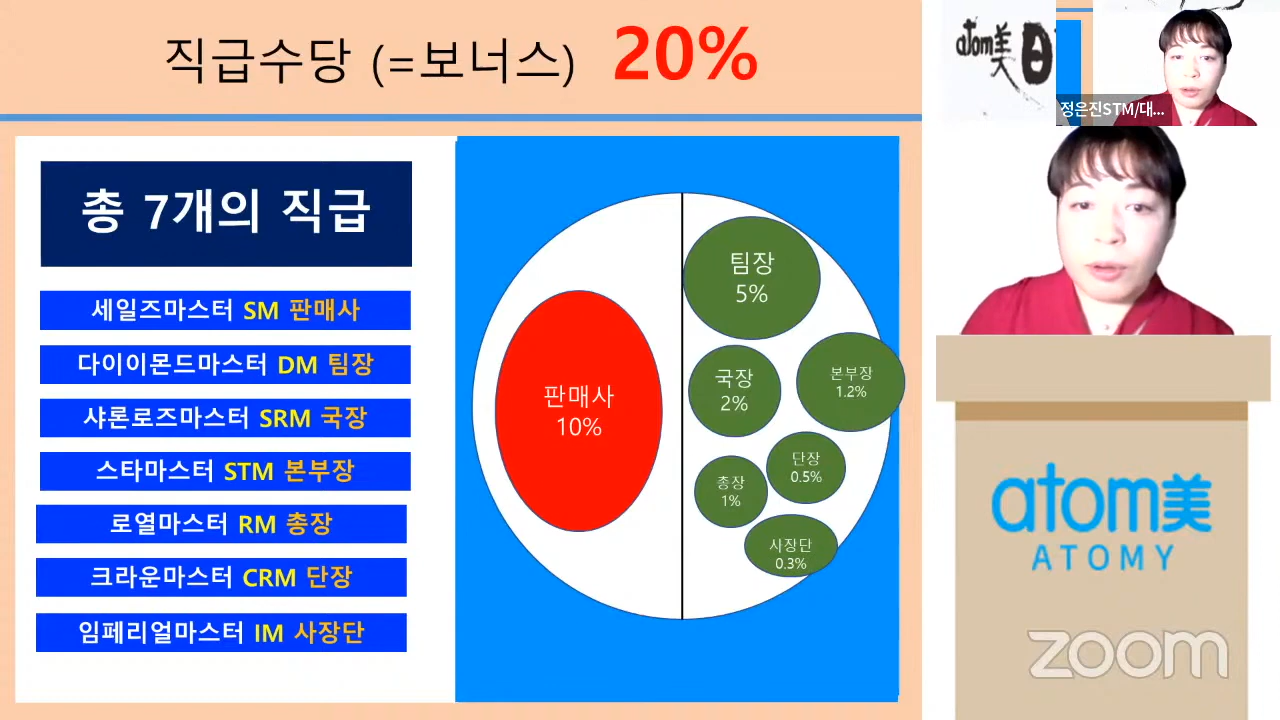 직급수당 (=보너스) 20%
총 7개의 직급
세일즈마스터 SM 판매사
다이이몬드마스터 DM 팀장
샤론로즈마스터 SRM 국장
스타마스터 STM 본부장
로열마스터 RM 총장
크라운마스터 CRM 단장
임페리얼마스터 IM 사장단
판매사
10%
팀장
5%
국장
2%
본부장
1.2%
단장
0.5%
총장
1%
사장단
0.3%
atom美
정은진STM/대...
atom美
ATOMY
zoom